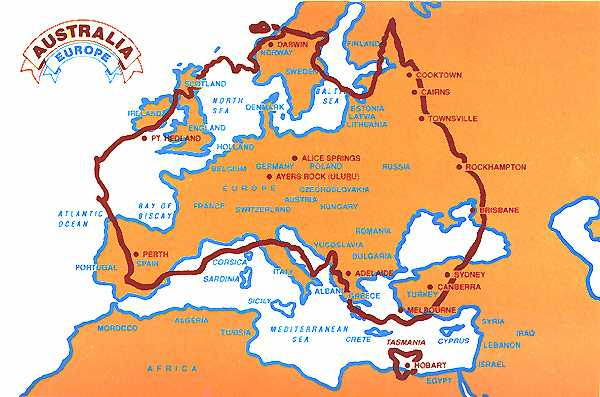 AUSTRALIA
EUROPE
DARWIN
NORWAY
FINLAND
SWEDEN
COOKTOWN
SCOTLAND
CAIRNS
NORTH
SEA
DENMARK
BALTIC
SEA
IRELAND
ESTONIA
LATVIA
LITHUANIA
TOWNSVILLE
ENGLAND
PT HEDLAND
HOLLAND
ALICE SPRINGS
BELGIUM
GERMANY
POLAND
RUSSIA
ROCKHAMPTON
AYERS ROCK (ULURU)
EUROPE
CZECHOSLOVAKIA
AUSTRIA
BAY OF
BISCAY
FRANCE
SWITZERLAND
HUNGARY
BRISBANE
ATLANTIC
OCEAN
ROMANIA
YUGOSLAVIA
PERTH
SPAIN
PORTUGAL
CORSICA
SARDINIA
ITALY
BULGARIA
ADELAIDE
SYDNEY
ALBANIA
GREECE
TURKEY
CANBERRA
SICILY
MELBOURNE
MOROCCO
ALGERIA
TUNISIA
MEDITERRANEAN
SEA
CRETE
TASMANIA
CYPRUS
SYRIA
IRAQ
LEBANON
HOBART
ISRAEL
AFRICA
EGYPT